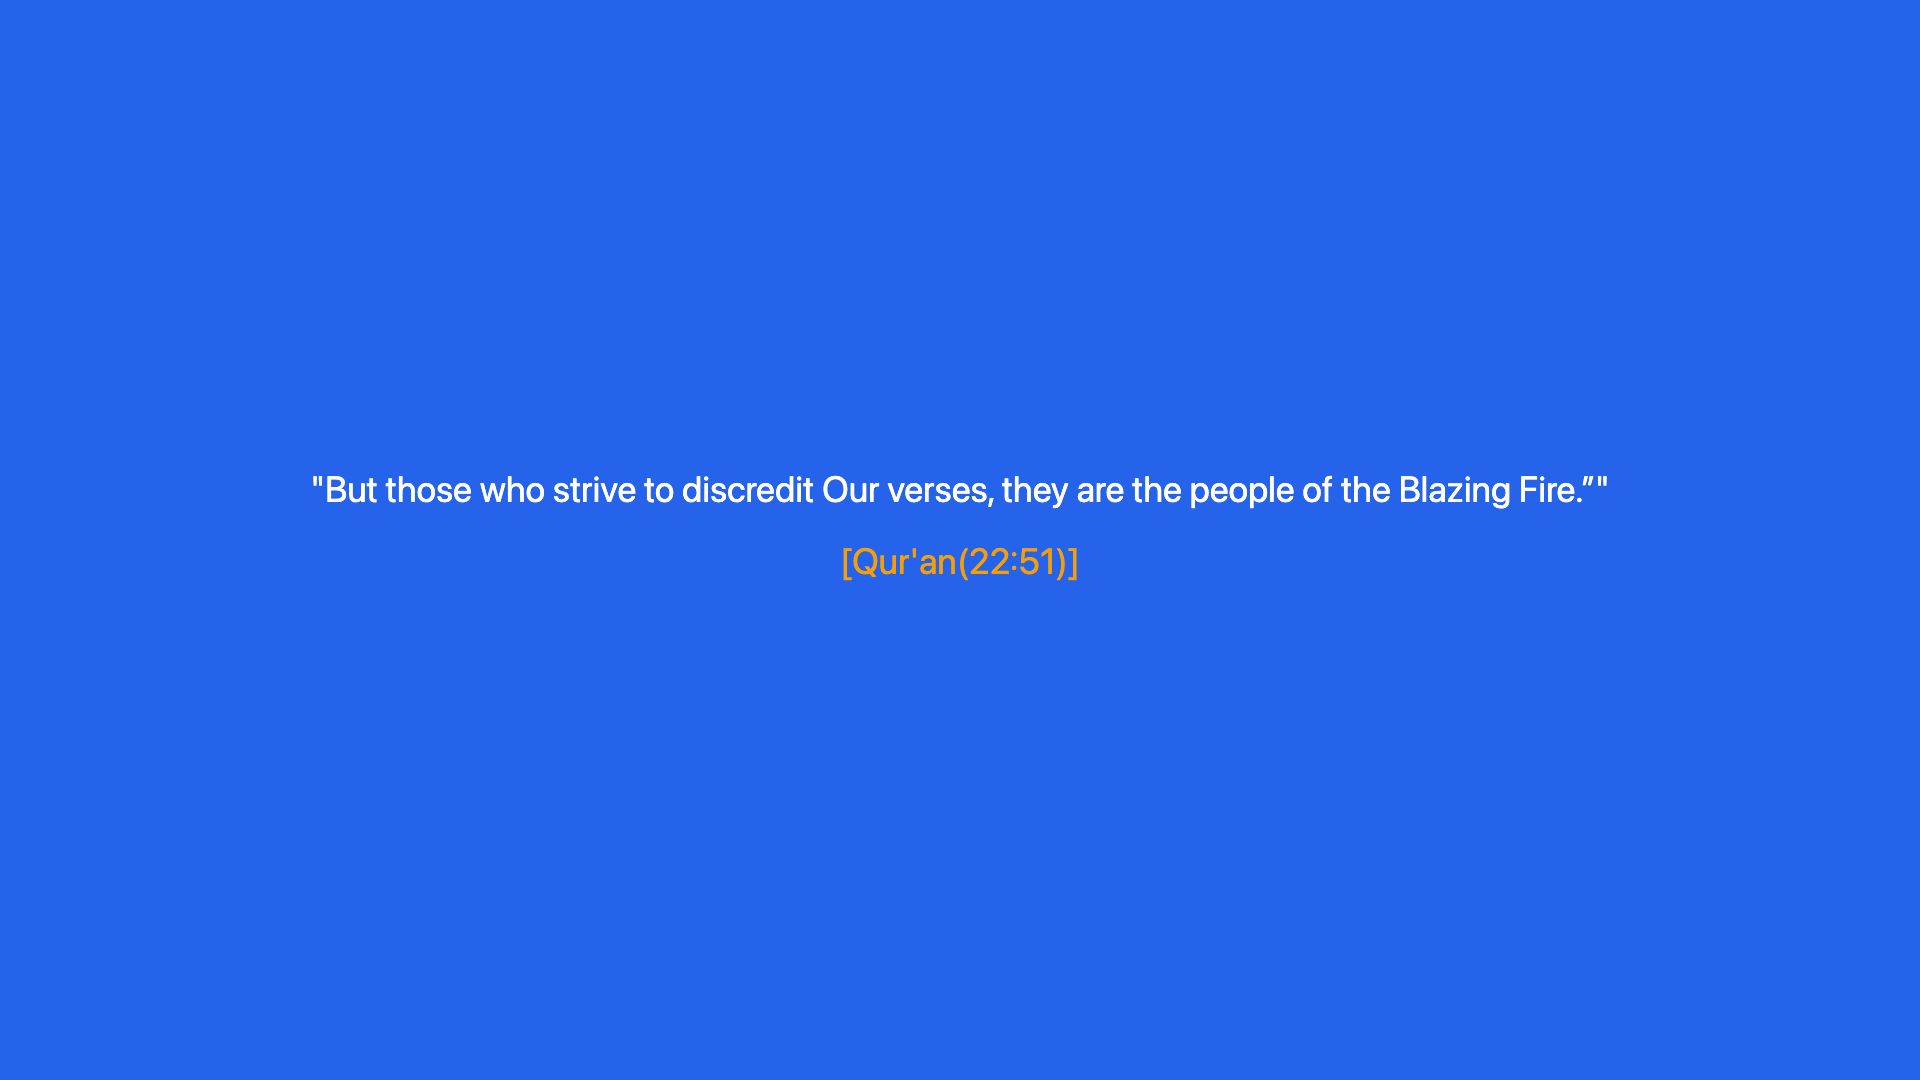 "But those who strive to discredit Our verses, they are the people of the Blazing Fire.”"
[Qur'an(22:51)]